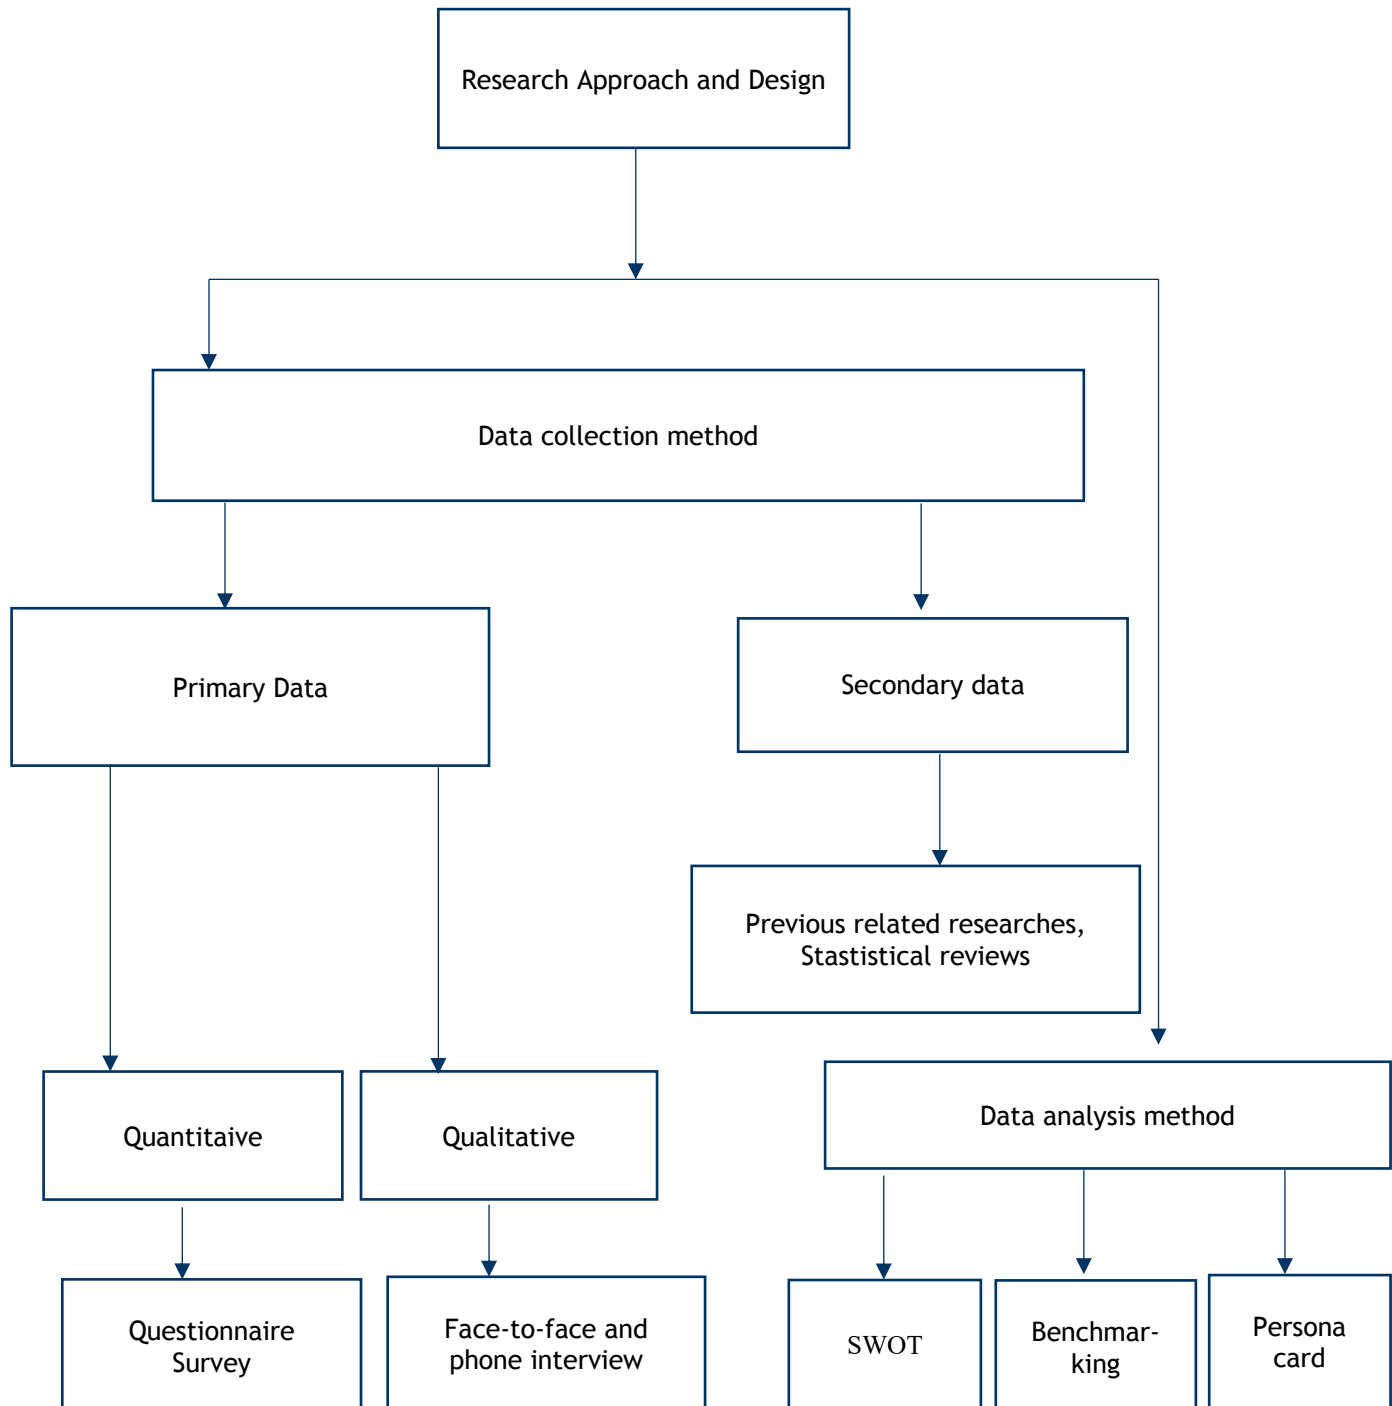 Research Approach and Design
Data collection method
Primary Data
Secondary data
Previous related researches,
Stastistical reviews
Quantitaive
Qualitative
Data analysis method
Questionnaire
Survey
Face-to-face and
phone interview
SWOT
Benchmar-
king
Persona
card